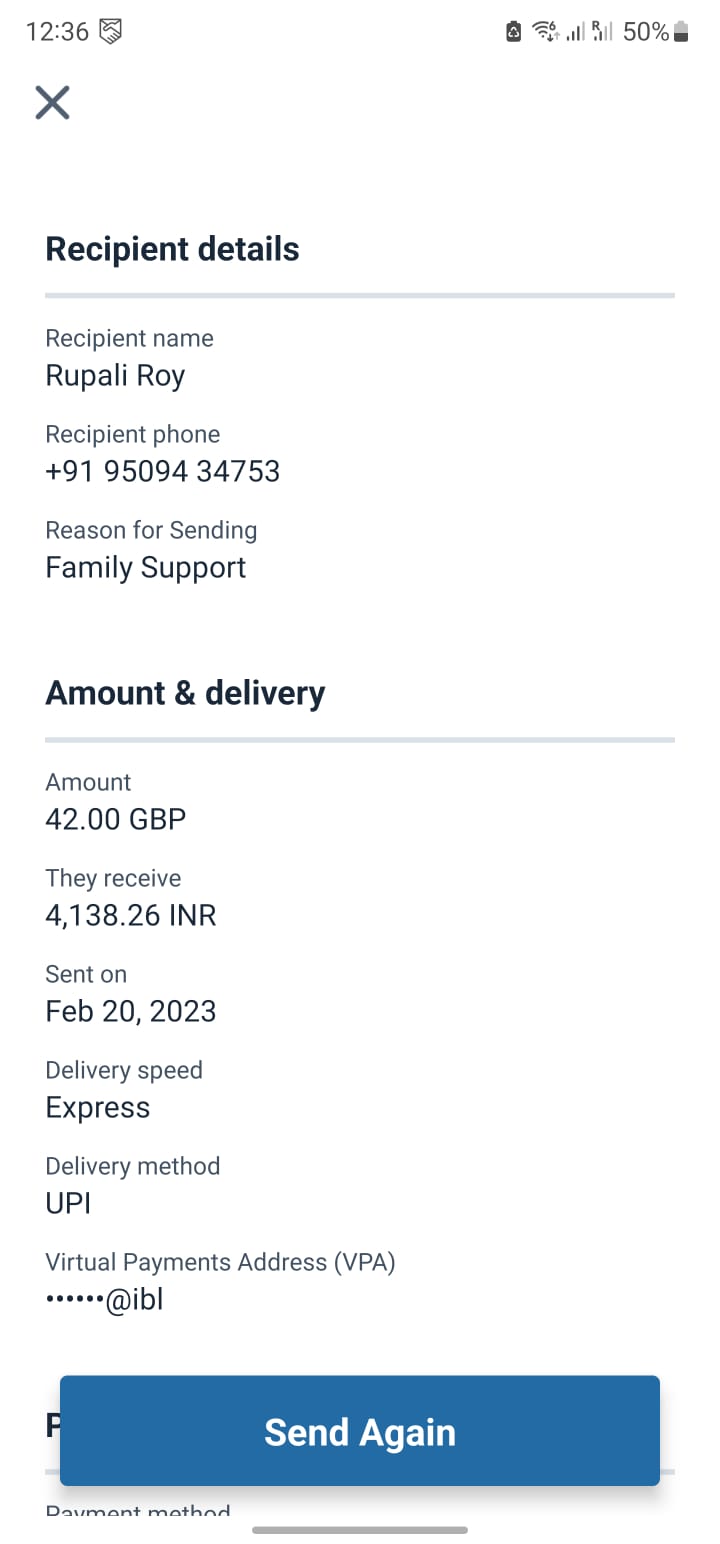 12:36
50%
Recipient details
Recipient name
Rupali Roy
Recipient phone
+91 95094 34753
Reason for Sending
Family Support
Amount & delivery
Amount
42.00 GBP
They receive
4,138.26 INR
Sent on
Feb 20, 2023
Delivery speed
Express
Delivery method
UPI
Virtual Payments Address (VPA)
••••••@ibl
Send Again
Payment method